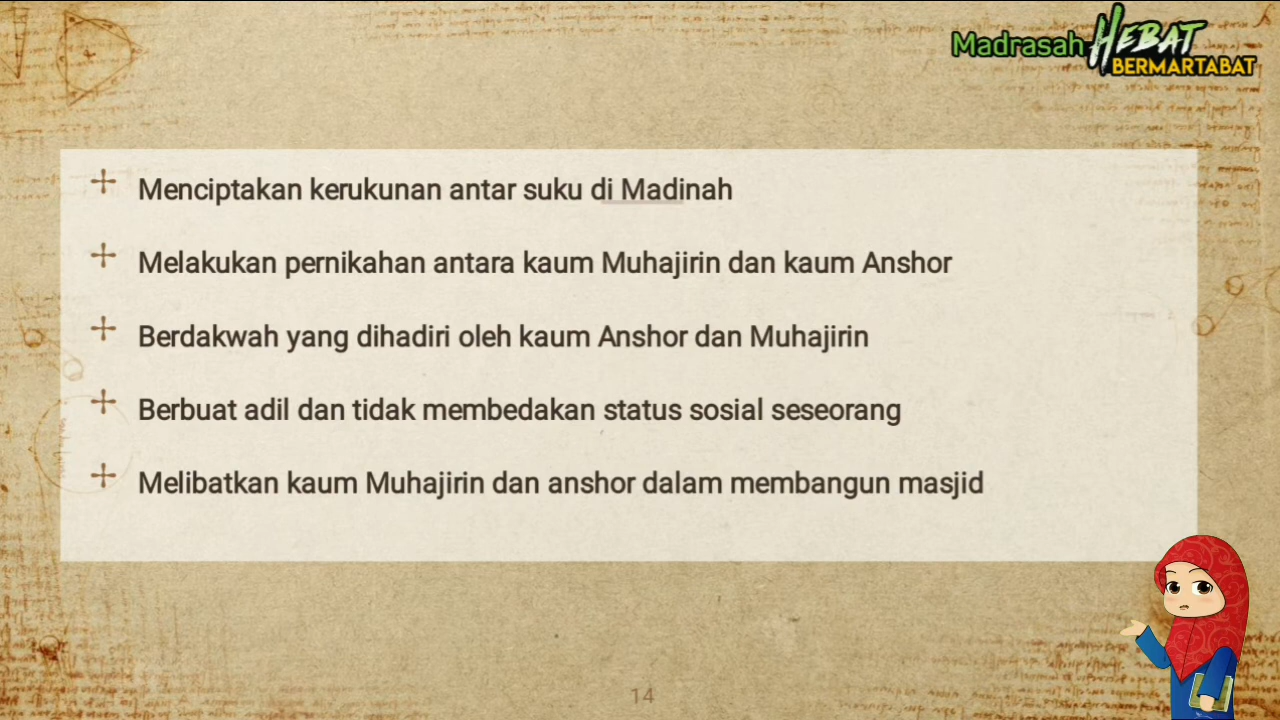 Madrasah HEBAT
BERMARTABAT
Menciptakan kerukunan antar suku di Madinah
Melakukan pernikahan antara kaum Muhajirin dan kaum Anshor
Berdakwah yang dihadiri oleh kaum Anshor dan Muhajirin
Berbuat adil dan tidak membedakan status sosial seseorang
Melibatkan kaum Muhajirin dan anshor dalam membangun masjid
14